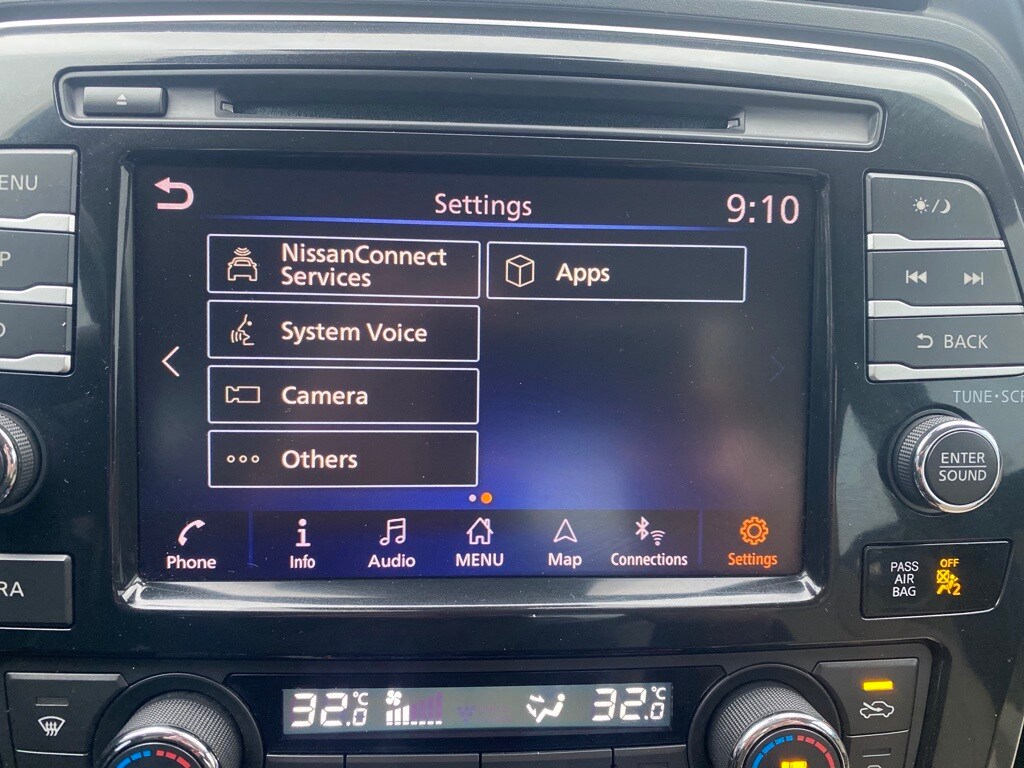 ENU
P
Settings
9:10
NissanConnect
Services
Apps
System Voice
Camera
Others
BACK
TUNE·SCR
ENTER
SOUND
Phone
Info
Audio
MENU
Map
Connections
Settings
RA
PASS
AIR
BAG
OFF
2
32.0°C
32.0°C